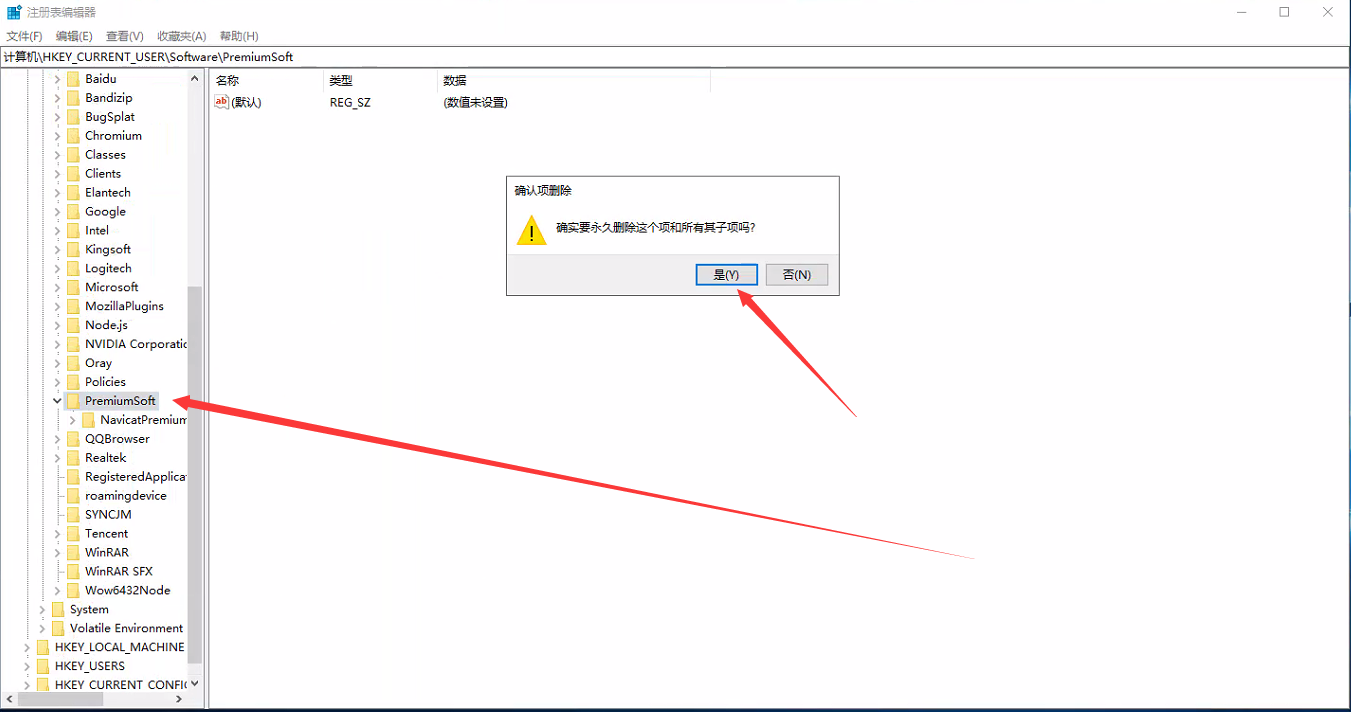 注册表编辑器
文件(F) 编辑(E) 查看(V) 收藏夹(A) 帮助(H)
计算机\HKEY_CURRENT_USER\Software\PremiumSoft
Baidu
Bandizip
BugSplat
Chromium
Classes
Clients
Elantech
Google
Intel
Kingsoft
Logitech
Microsoft
MozillaPlugins
Node.js
NVIDIA Corporatic
Oray
Policies
PremiumSoft
NavicatPremium
QQBrowser
Realtek
RegisteredApplicat
roamingdevice
SYNCJM
Tencent
WinRAR
WinRAR SFX
Wow6432Node
System
Volatile Environment
HKEY_LOCAL_MACHINE
HKEY_USERS
HKEY_CURRENT_CONFIG
名称 类型 数据
ab (默认) REG_SZ (数值未设置)
确认项删除
确实要永久删除这个项和所有其子项吗?
是(Y) 否(N)